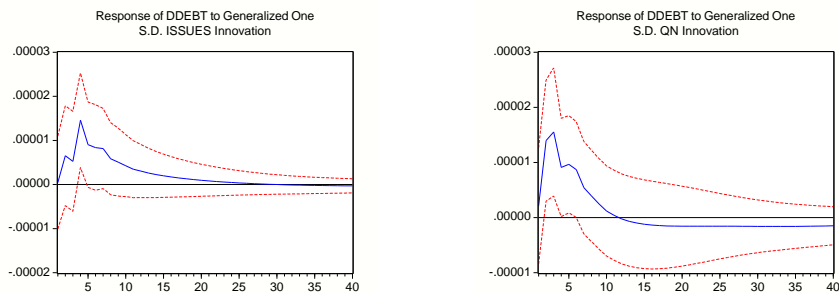 Response of DDEBT to Generalized One
S.D. ISSUES Innovation
.00003
.00002
.00001
.00000
-.00001
-.00002
5 10 15 20 25 30 35 40
Response of DDEBT to Generalized One
S.D. QN Innovation
.00003
.00002
.00001
.00000
-.00001
5 10 15 20 25 30 35 40